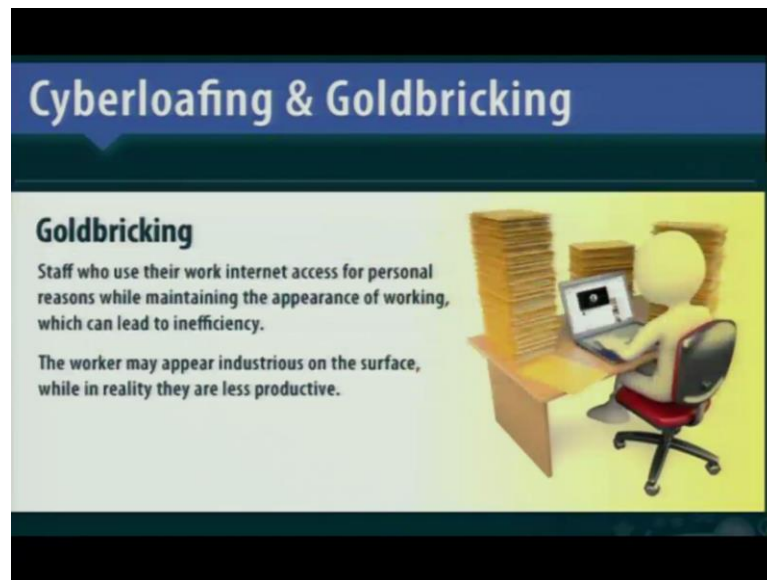 Cyberloafing & Goldbricking
Goldbricking
Staff who use their work internet access for personal
reasons while maintaining the appearance of working,
which can lead to inefficiency.
The worker may appear industrious on the surface,
while in reality they are less productive.